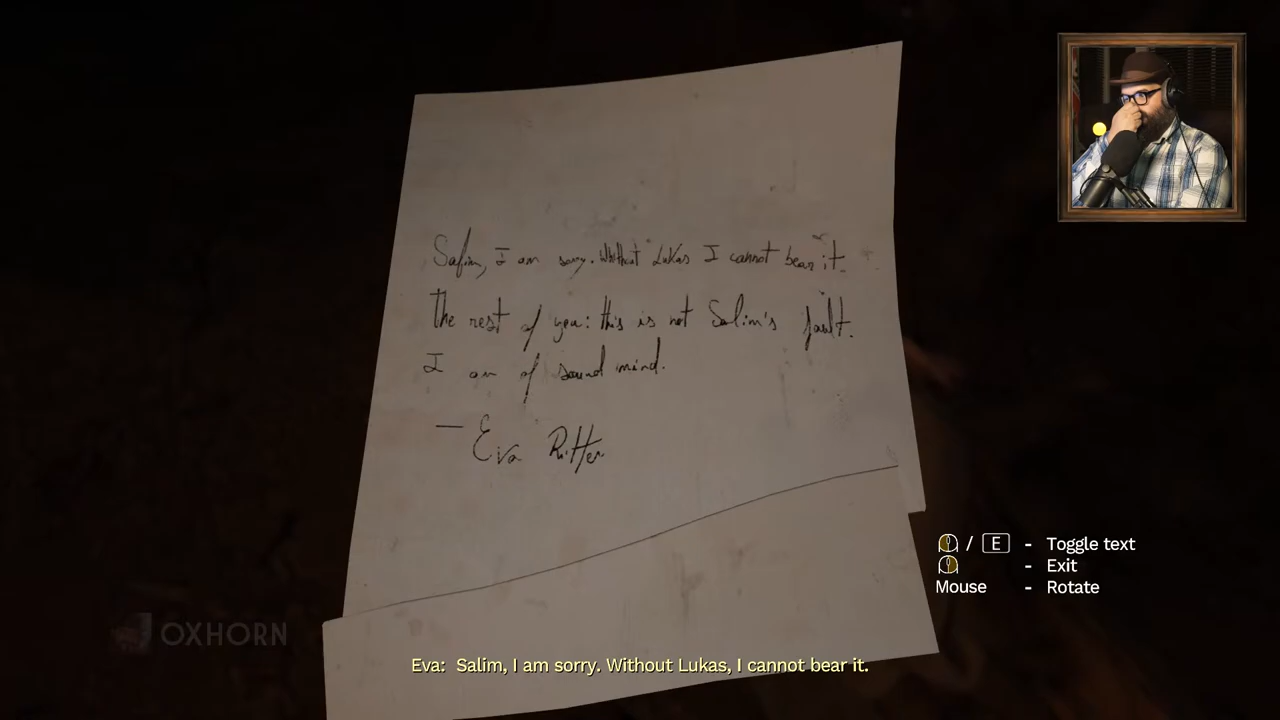 Salim, I am sorry. Without Lukas I cannot bear it.
The rest of you: this is not Salim's fault.
I am of sound mind.
— Eva Ritter
/ E - Toggle text
- Exit
Mouse - Rotate
OXHORN
Eva: Salim, I am sorry. Without Lukas, I cannot bear it.